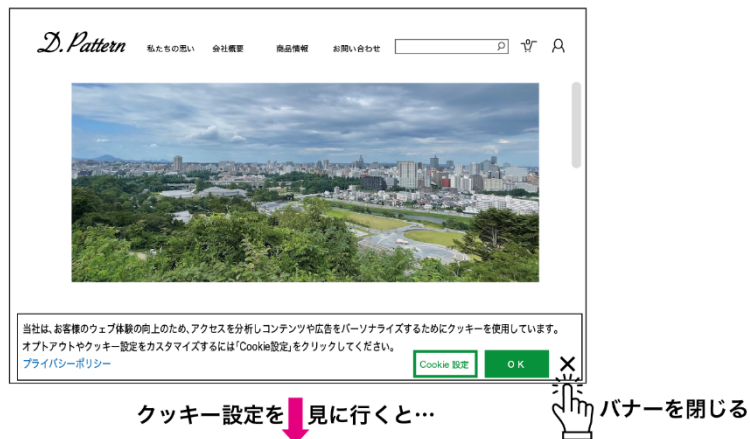 D. Pattern 私たちの思い 会社概要 商品情報 お問い合わせ 0
当社は、お客様のウェブ体験の向上のため、アクセスを分析しコンテンツや広告をパーソナライズするためにクッキーを使用しています。
オプトアウトやクッキー設定をカスタマイズするには「Cookie設定」をクリックしてください。
プライバシーポリシー Cookie 設定 OK ×
クッキー設定を 見に行くと… バナーを閉じる